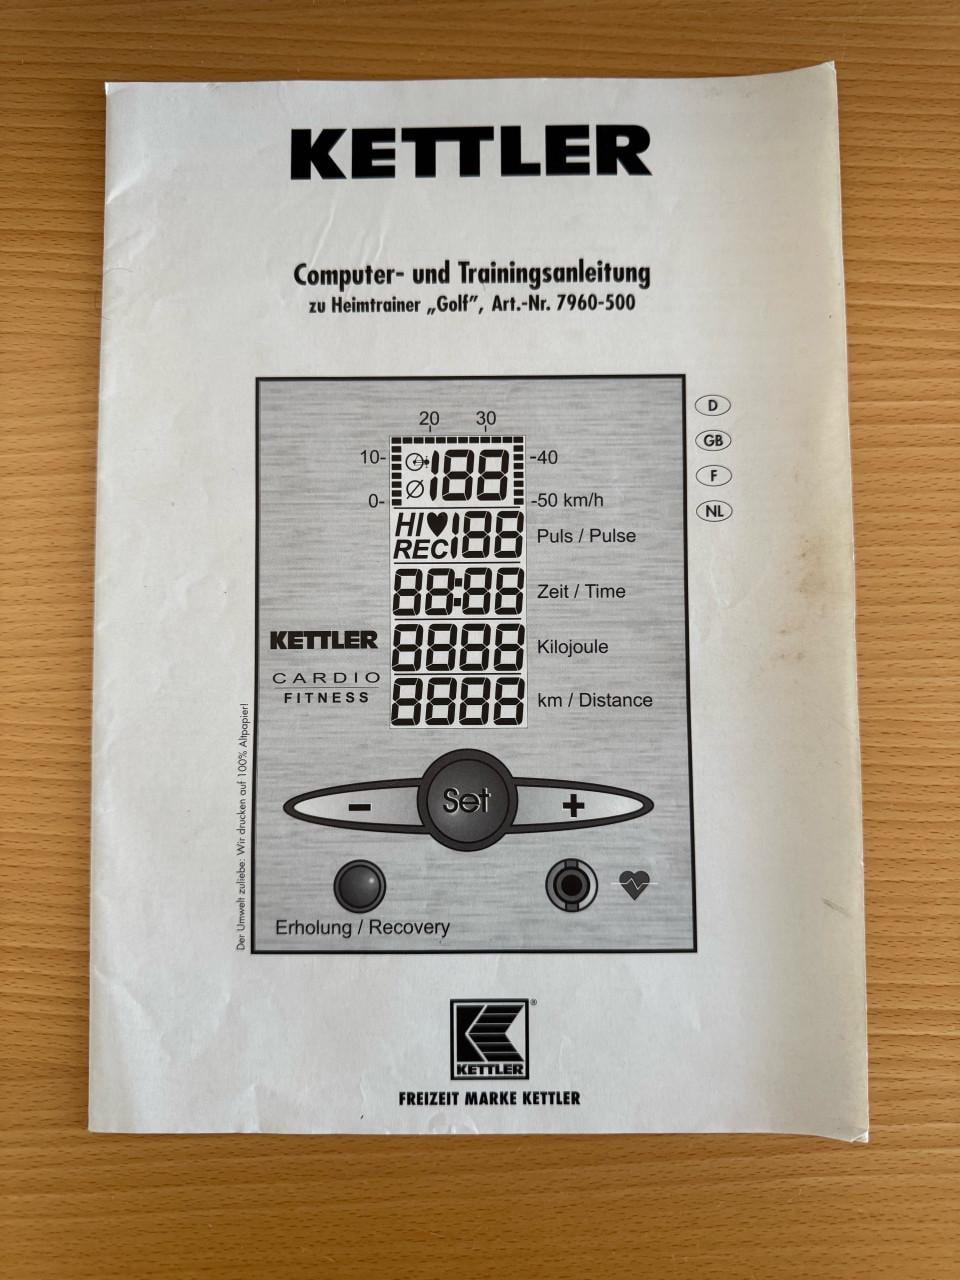 KETTLER
Computer- und Trainingsanleitung
zu Heimtrainer „Golf”, Art.-Nr. 7960-500
D
GB
F
NL
20 30
10- -40
188
Ø
0- -50 km/h
HI♥188 Puls / Pulse
REC
88:88 Zeit / Time
KETTLER 8888 Kilojoule
CARDIO
FITNESS
8888 km / Distance
− Set +
Erholung / Recovery
Der Umwelt zuliebe: Wir drucken auf 100% Altpapier!
KETTLER ®
FREIZEIT MARKE KETTLER